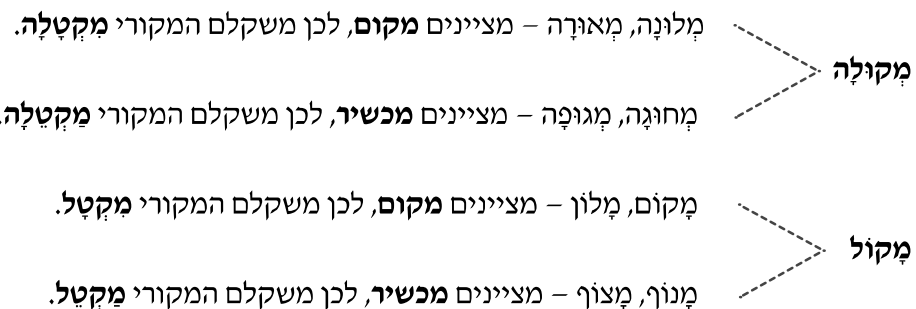 מְלוּנָה, מְאוּרָה – מציינים מקום, לכן משקלם המקורי מִקְטָלָה.
מְקוּלָה
מְחוּגָה, מְגוּפָה – מציינים מכשיר, לכן משקלם המקורי מַקְטֵלָה.
מָקוֹם, מָלוֹן – מציינים מקום, לכן משקלם המקורי מִקְטָל.
מָקוֹל
מָנוֹף, מָצוֹף – מציינים מכשיר, לכן משקלם המקורי מַקְטֵל.